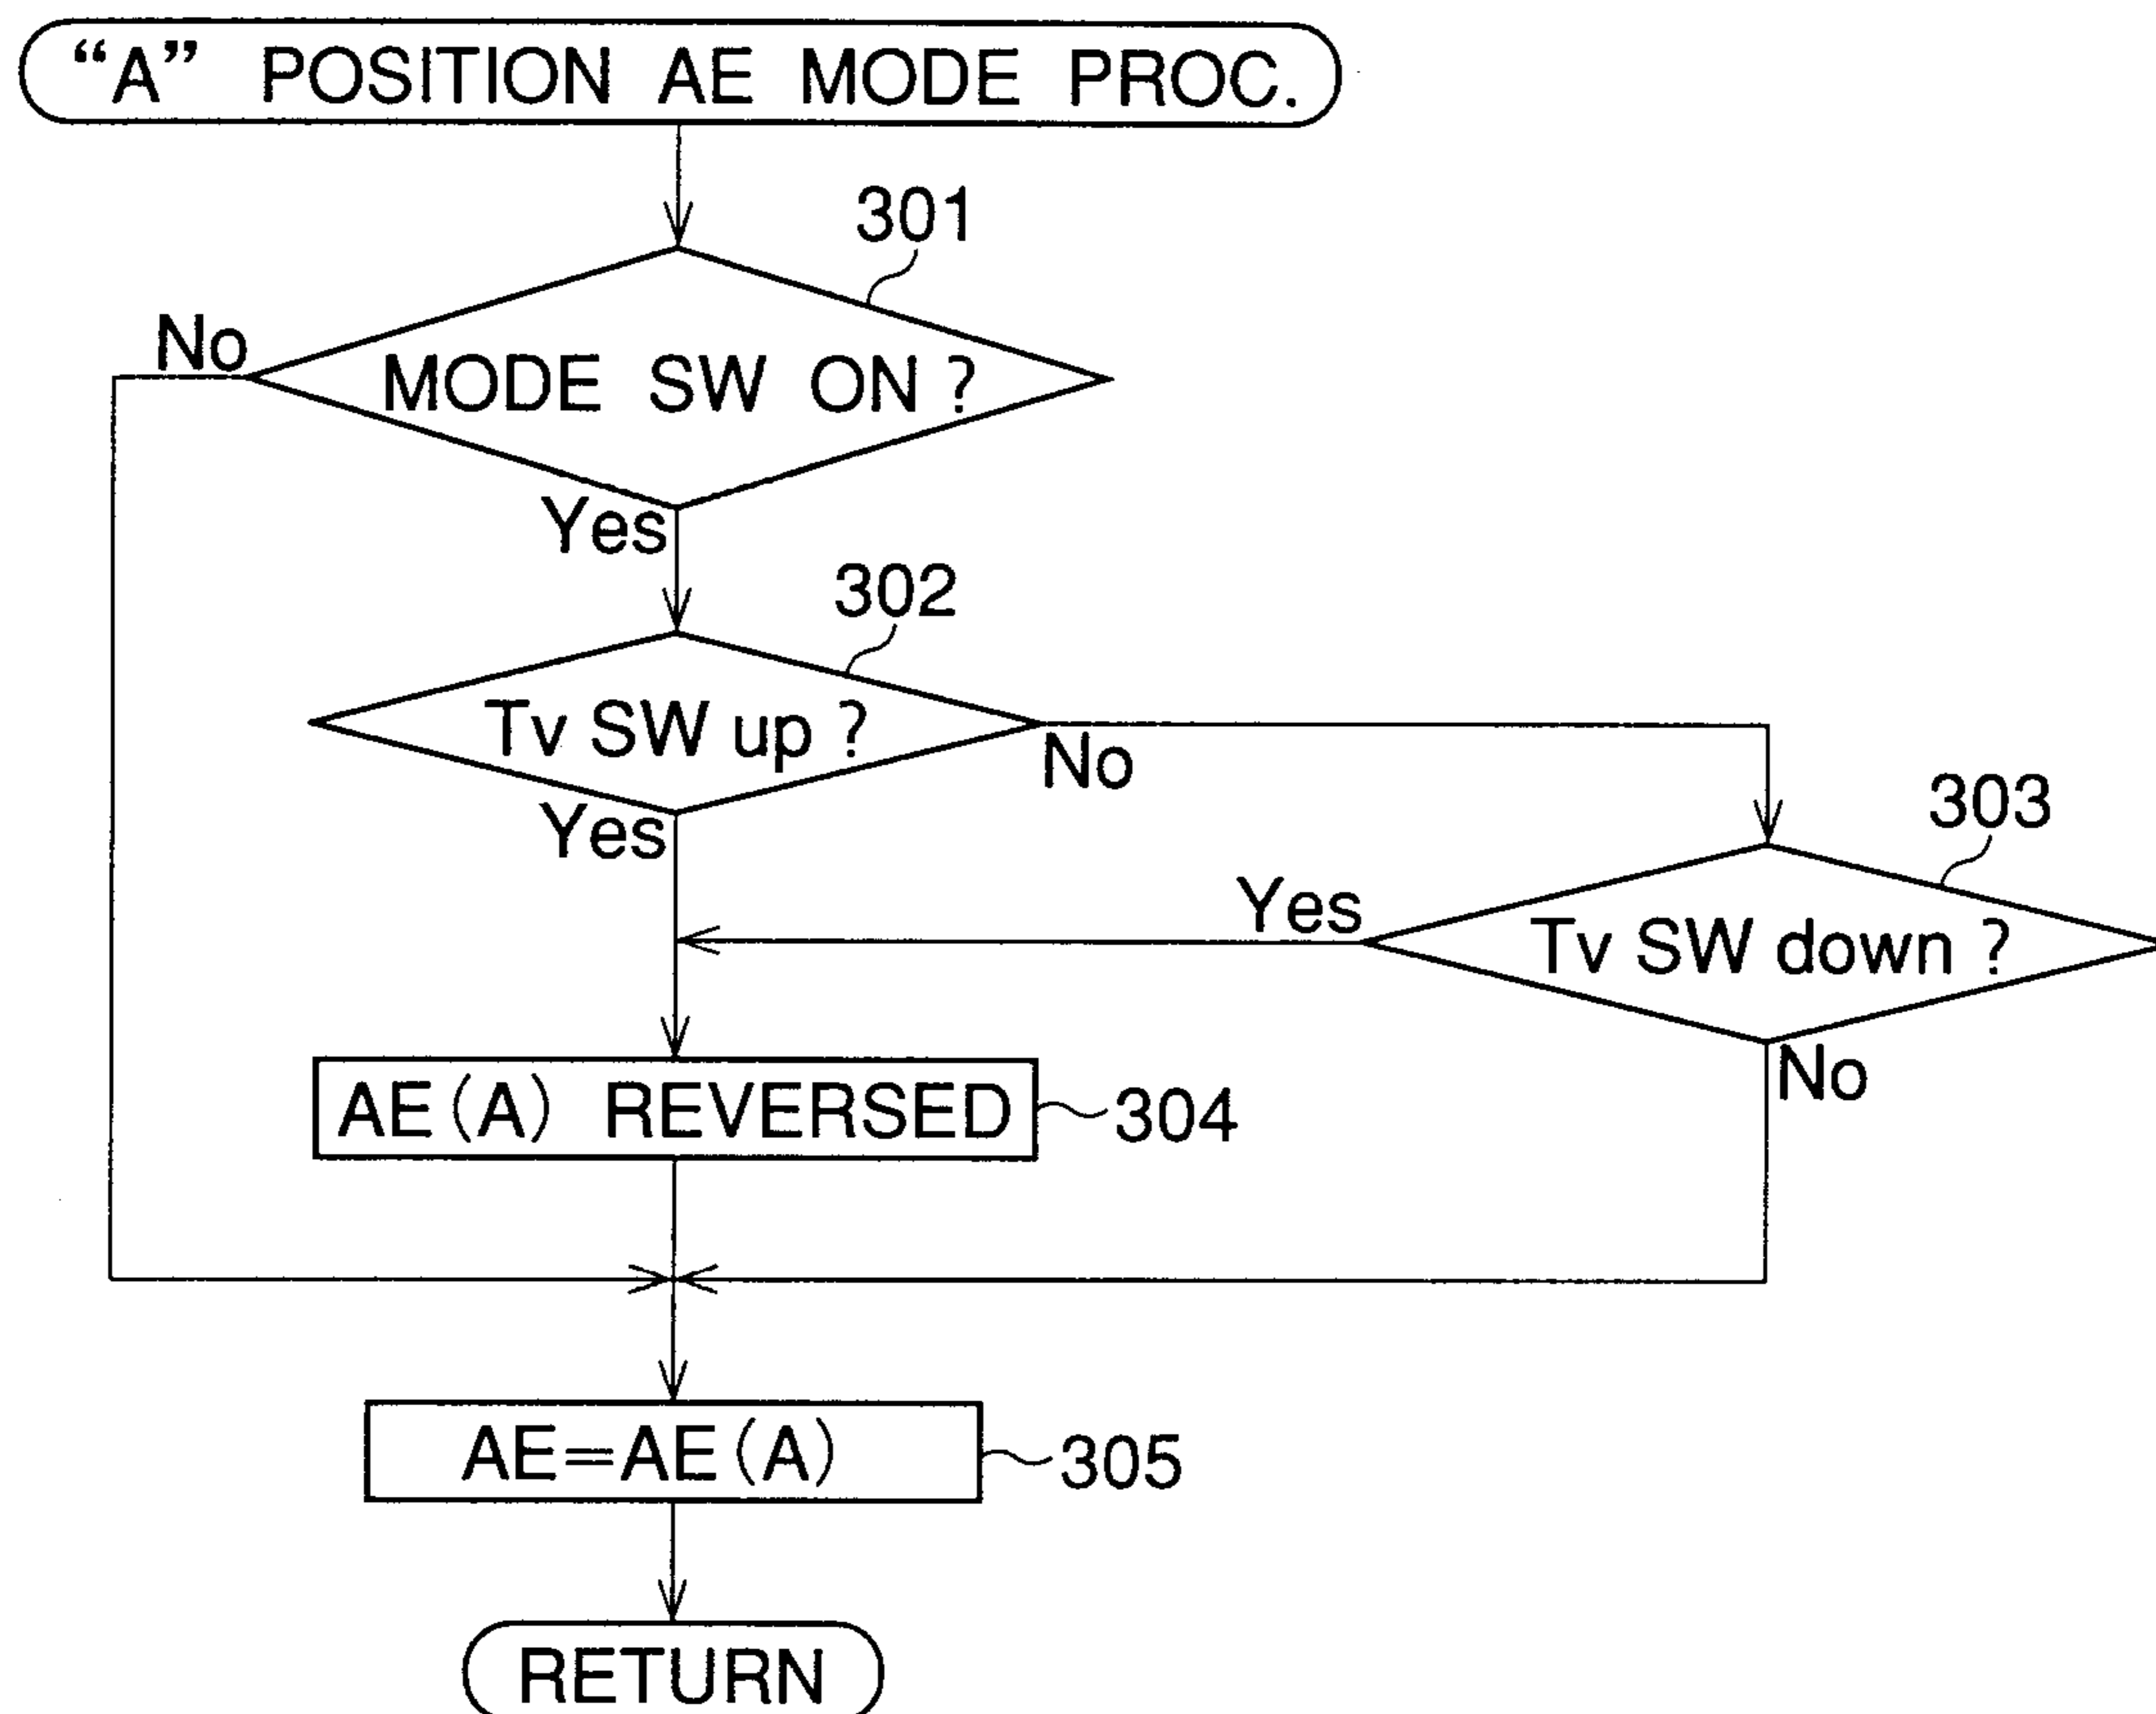 “A” POSITION AE MODE PROC.
301
No
MODE SW ON ?
Yes
302
Tv SW up ?
No
Yes
303
Yes
Tv SW down ?
No
AE(A) REVERSED
304
AE=AE(A)
305
RETURN